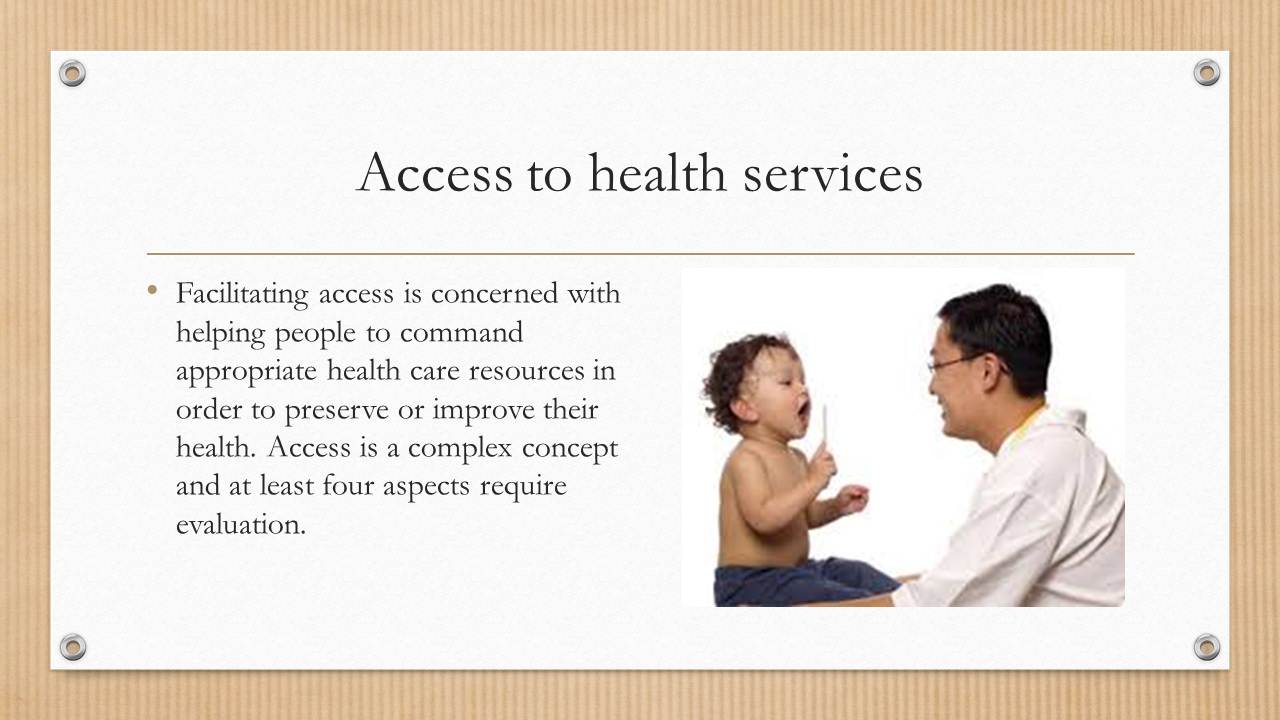 Access to health services
Facilitating access is concerned with
helping people to command
appropriate health care resources in
order to preserve or improve their
health. Access is a complex concept
and at least four aspects require
evaluation.